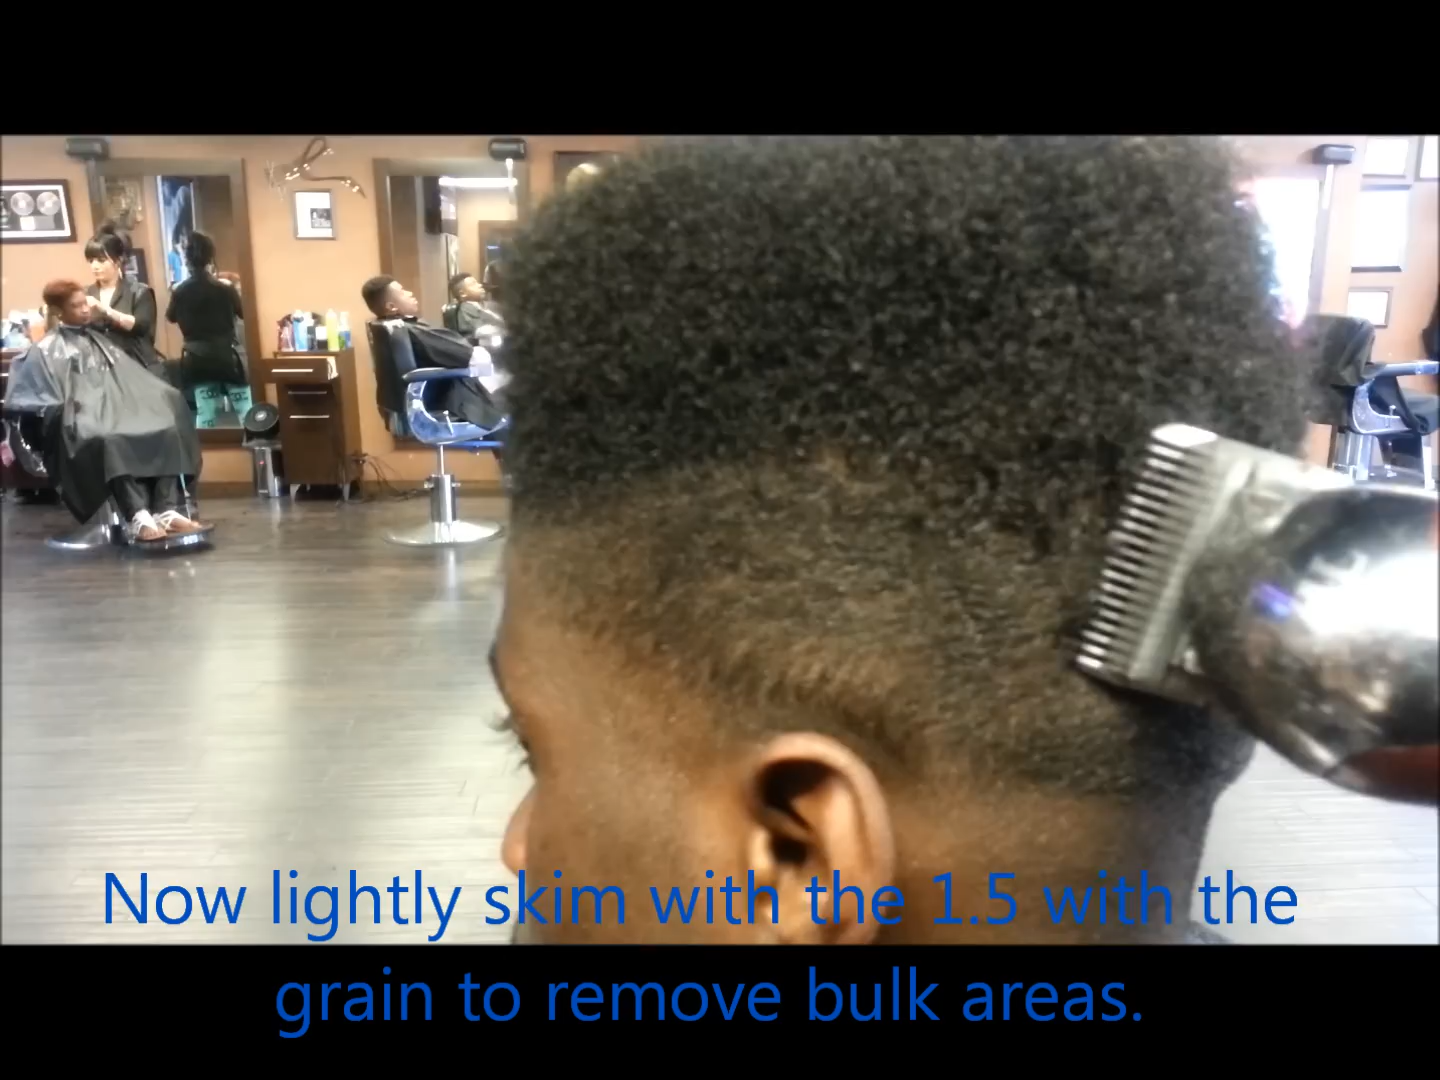 Now lightly skim with the 1.5 with the
grain to remove bulk areas.